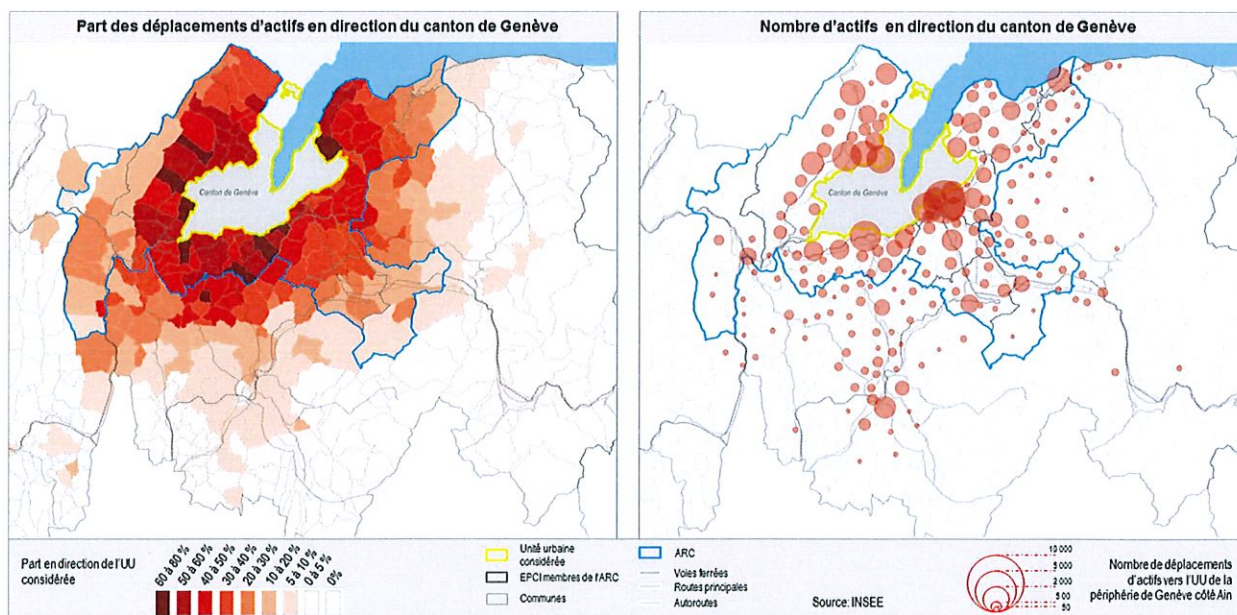 Part des déplacements d'actifs en direction du canton de Genève
Nombre d'actifs en direction du canton de Genève
Canton de Genève
Canton de Genève
Part en direction de l'UU
considérée
60 à 80 %
50 à 60 %
40 à 50 %
30 à 40 %
20 à 30 %
10 à 20 %
5 à 10 %
0 à 5 %
0%
Unité urbaine
considérée
EPCI membres de l'ARC
Communes
ARC
Voies ferrées
Routes principales
Autoroutes
Source: INSEE
10 000
5 000
2 000
500
50
Nombre de déplacements
d'actifs vers l'UU de la
périphérie de Genève côté Ain